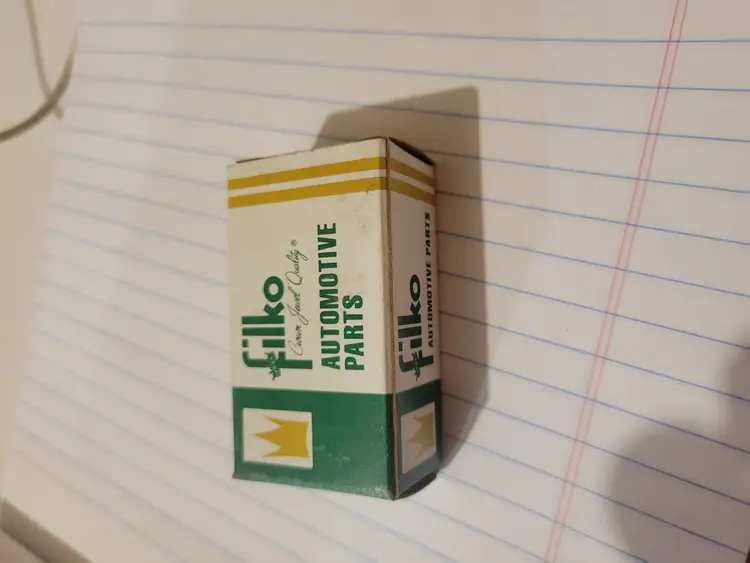 filko
Crown Jewel Quality ®
AUTOMOTIVE
PARTS
filko
AUTOMOTIVE PARTS